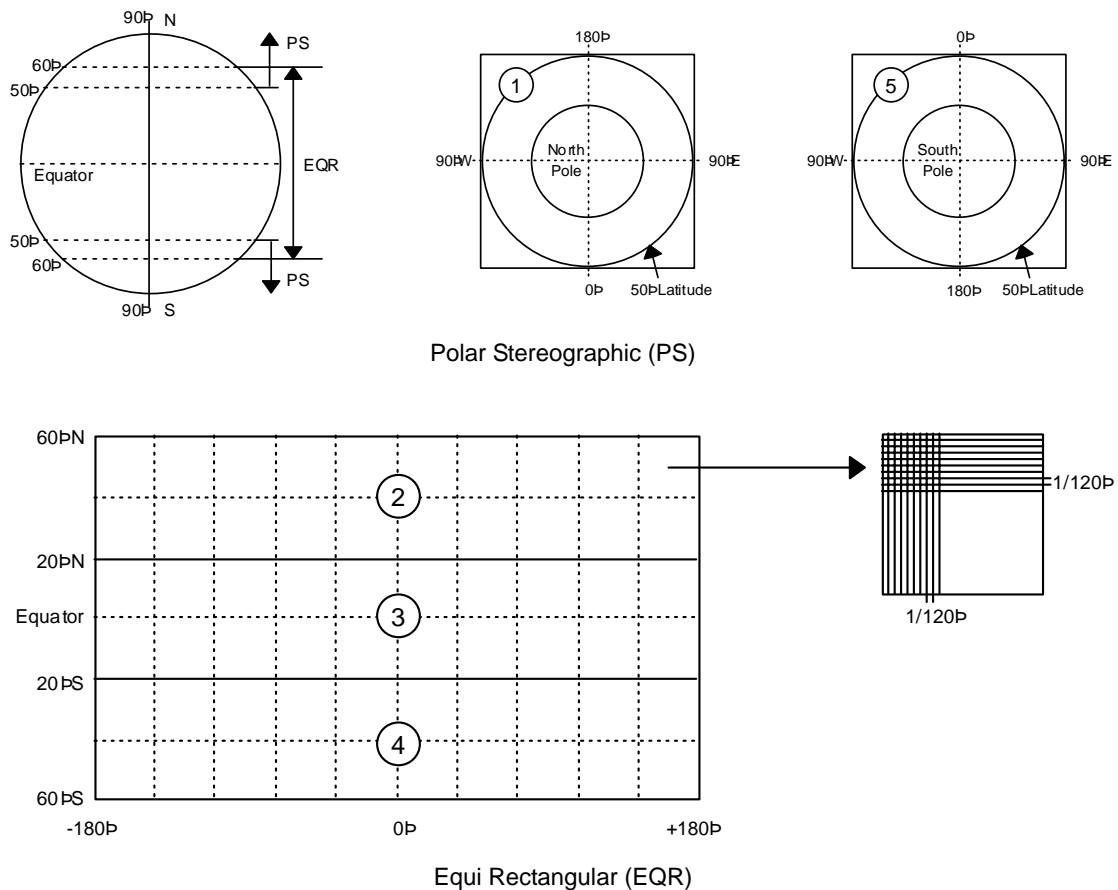 90Þ N
PS
60Þ
50Þ
Equator
EQR
50Þ
60Þ
PS
90Þ S
180Þ
1
90ÞW
North
Pole
90ÞE
0Þ
50ÞLatitude
0Þ
5
90ÞW
South
Pole
90ÞE
180Þ
50ÞLatitude
Polar Stereographic (PS)
60ÞN
2
20ÞN
Equator
3
20ÞS
4
60ÞS
-180Þ
0Þ
+180Þ
1/120Þ
1/120Þ
Equi Rectangular (EQR)